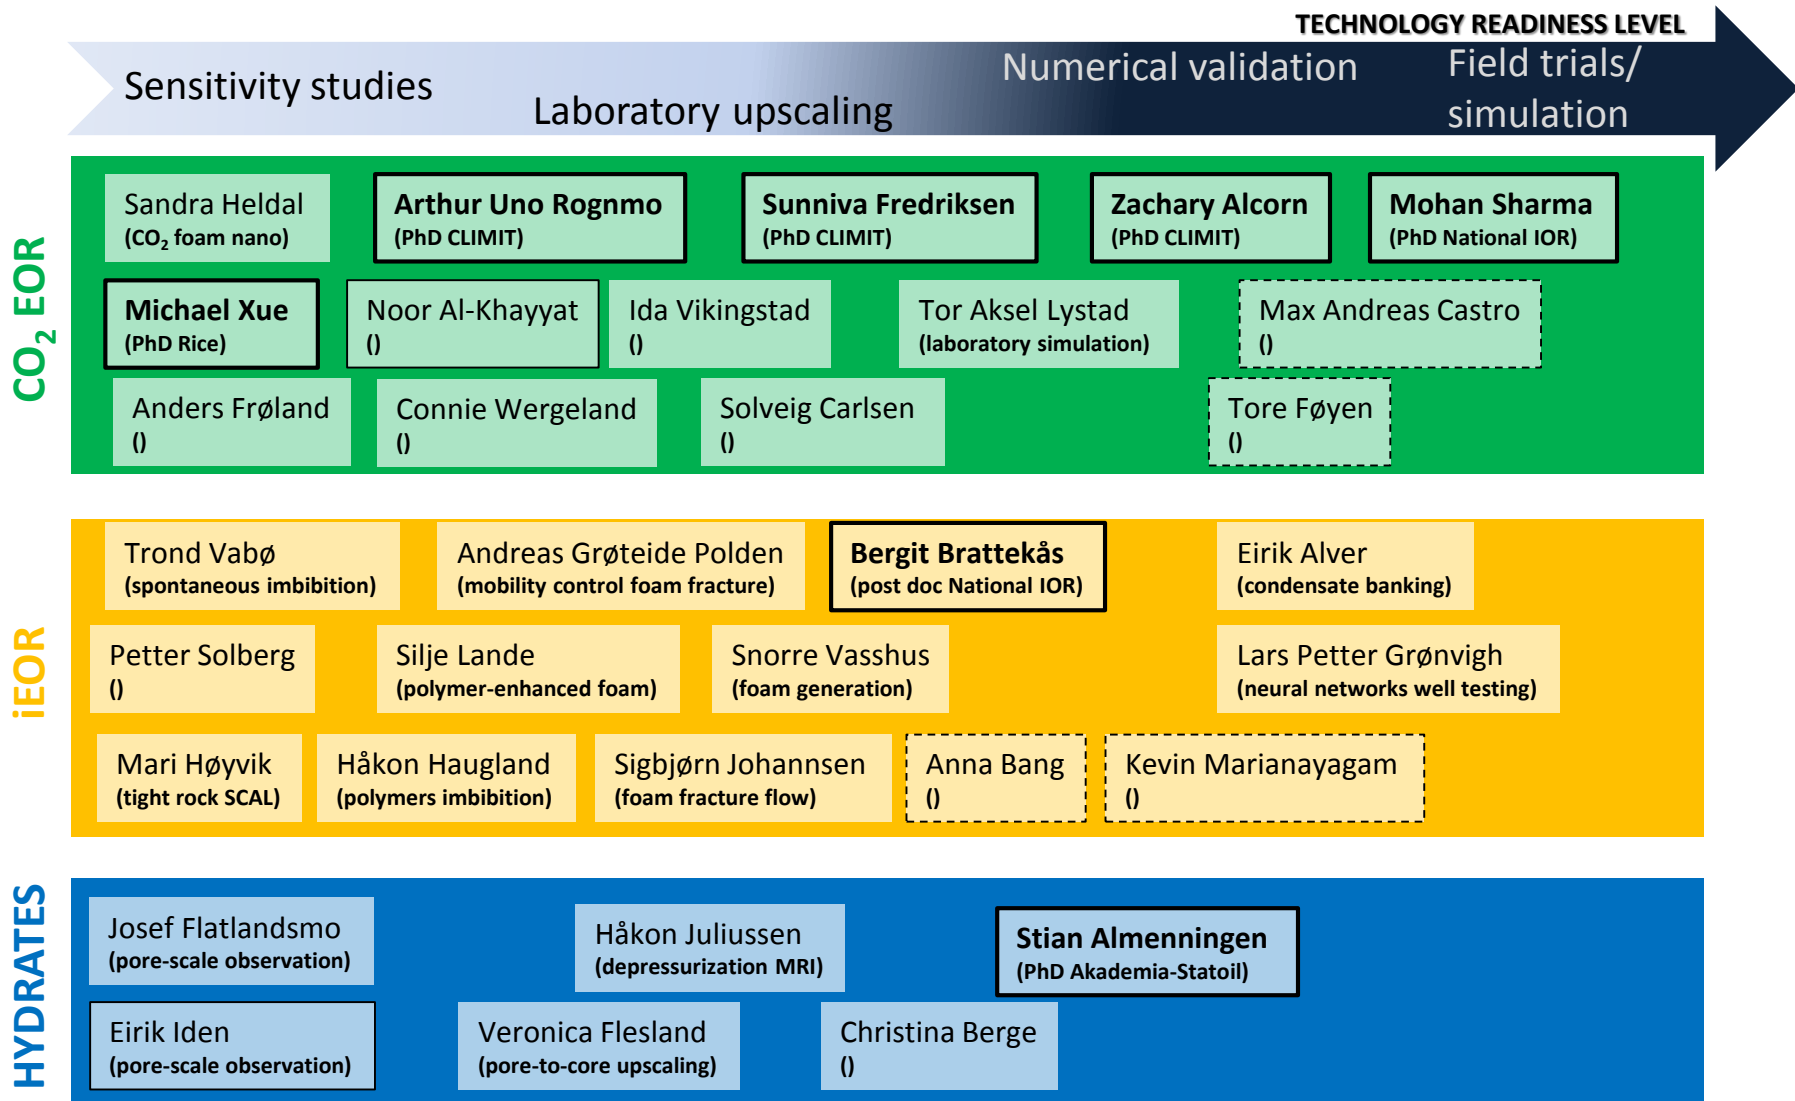 TECHNOLOGY READINESS LEVEL
Sensitivity studies
Laboratory upscaling
Numerical validation
Field trials/
simulation
CO₂ EOR
Sandra Heldal
(CO₂ foam nano)
Arthur Uno Rognmo
(PhD CLIMIT)
Sunniva Fredriksen
(PhD CLIMIT)
Zachary Alcorn
(PhD CLIMIT)
Mohan Sharma
(PhD National IOR)
Michael Xue
(PhD Rice)
Noor Al-Khayyat
()
Ida Vikingstad
()
Tor Aksel Lystad
(laboratory simulation)
Max Andreas Castro
()
Anders Frøland
()
Connie Wergeland
()
Solveig Carlsen
()
Tore Føyen
()
iEOR
Trond Vabø
(spontaneous imbibition)
Andreas Grøteide Polden
(mobility control foam fracture)
Bergit Brattekås
(post doc National IOR)
Eirik Alver
(condensate banking)
Petter Solberg
()
Silje Lande
(polymer-enhanced foam)
Snorre Vasshus
(foam generation)
Lars Petter Grønvigh
(neural networks well testing)
Mari Høyvik
(tight rock SCAL)
Håkon Haugland
(polymers imbibition)
Sigbjørn Johannsen
(foam fracture flow)
Anna Bang
()
Kevin Marianayagam
()
HYDRATES
Josef Flatlandsmo
(pore-scale observation)
Håkon Juliussen
(depressurization MRI)
Stian Almenningen
(PhD Akademia-Statoil)
Eirik Iden
(pore-scale observation)
Veronica Flesland
(pore-to-core upscaling)
Christina Berge
()